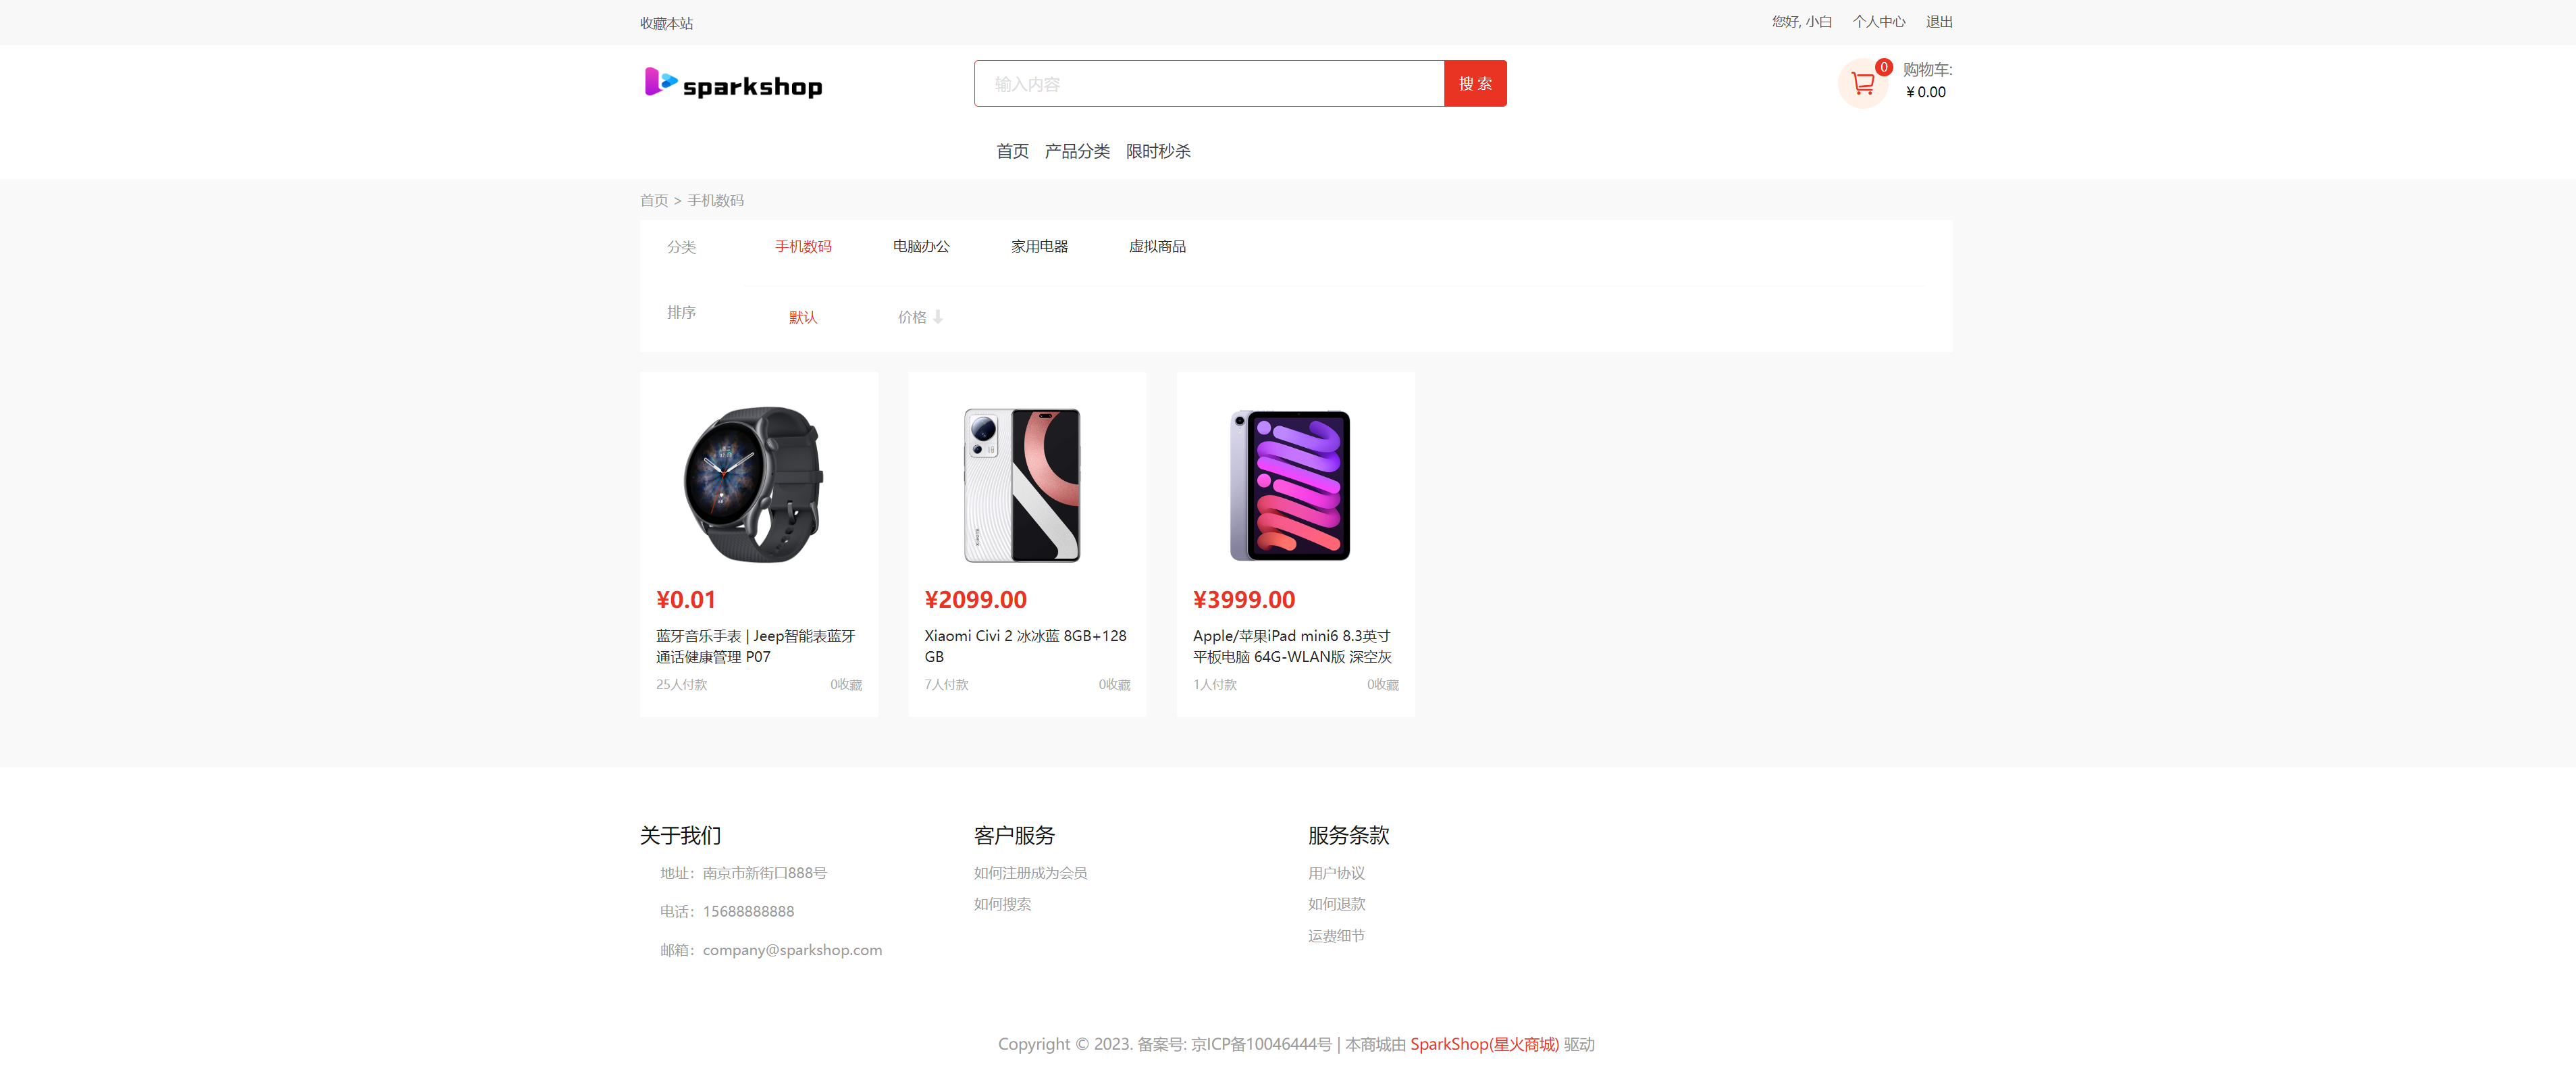 收藏本站
您好, 小白 个人中心 退出
sparkshop
输入内容
搜 索
0
购物车:
¥ 0.00
首页 产品分类 限时秒杀
首页 > 手机数码
分类 手机数码 电脑办公 家用电器 虚拟商品
排序 默认 价格
¥0.01
蓝牙音乐手表 | Jeep智能表蓝牙
通话健康管理 P07
25人付款 0收藏
¥2099.00
Xiaomi Civi 2 冰冰蓝 8GB+128
GB
7人付款 0收藏
¥3999.00
Apple/苹果iPad mini6 8.3英寸
平板电脑 64G-WLAN版 深空灰
1人付款 0收藏
关于我们
地址：南京市新街口888号
电话：15688888888
邮箱：company@sparkshop.com
客户服务
如何注册成为会员
如何搜索
服务条款
用户协议
如何退款
运费细节
Copyright © 2023. 备案号: 京ICP备10046444号 | 本商城由 SparkShop(星火商城) 驱动